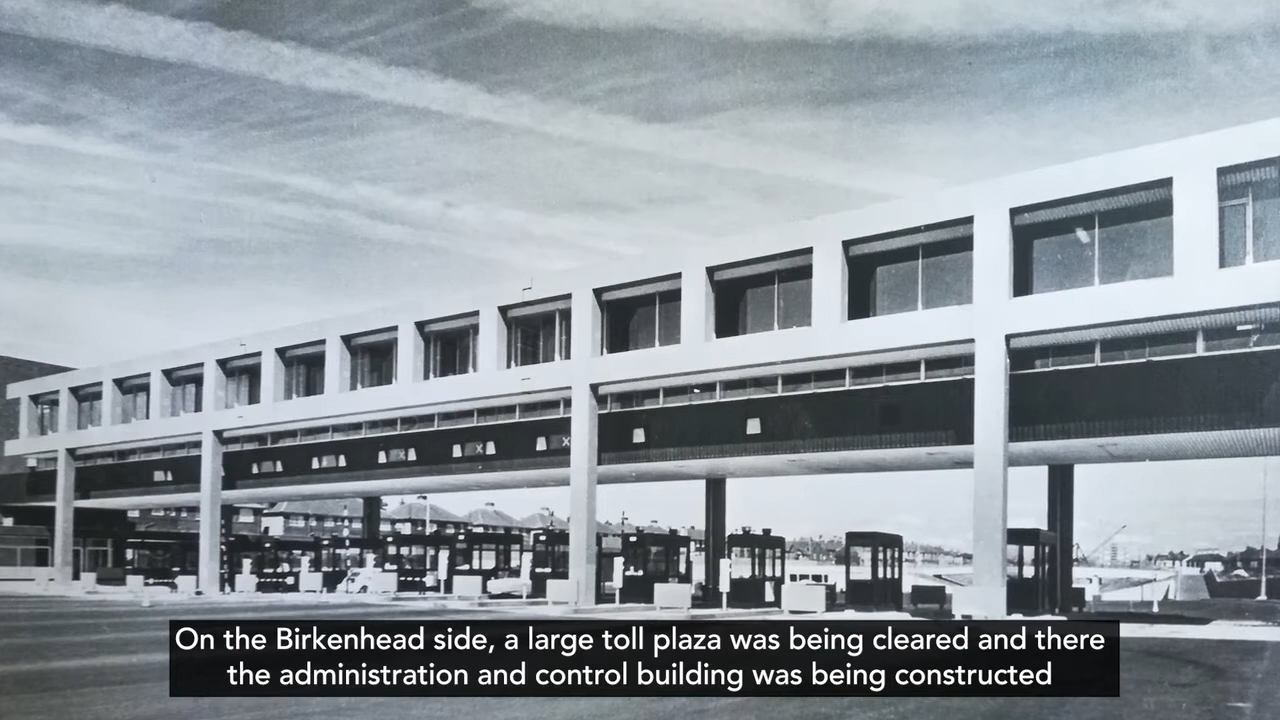 On the Birkenhead side, a large toll plaza was being cleared and there
the administration and control building was being constructed